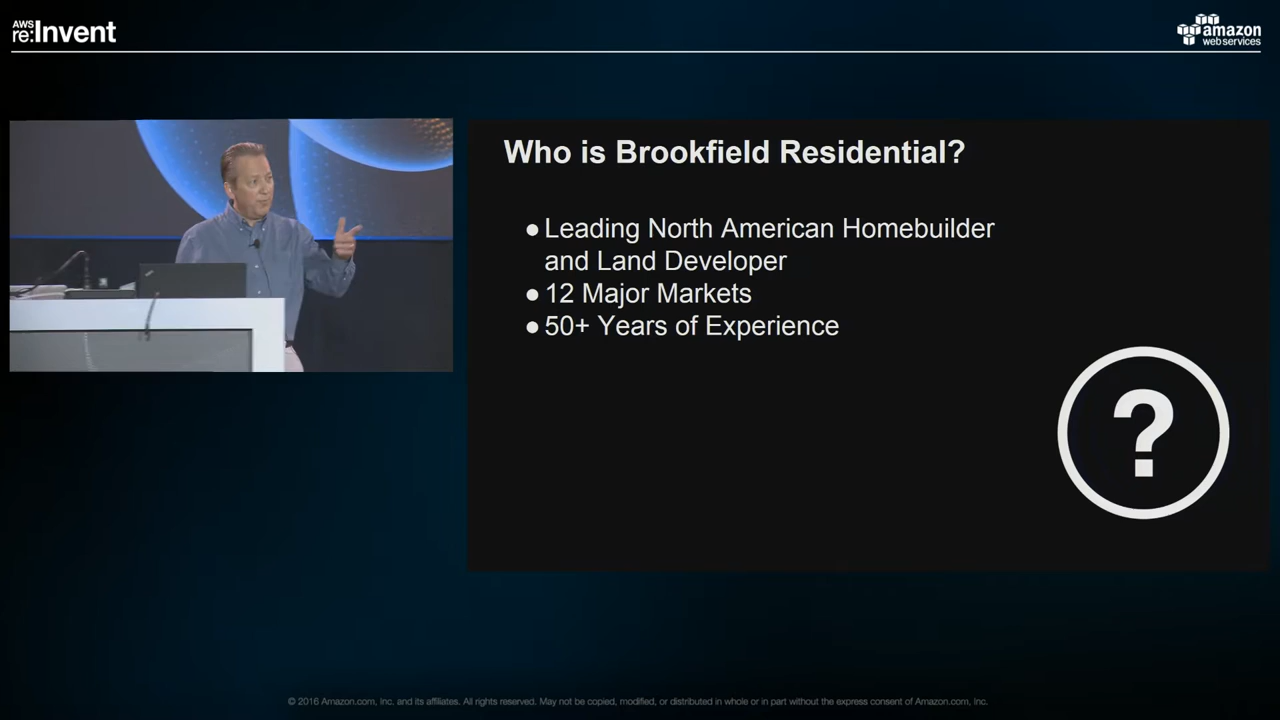 AWS
re:Invent
amazon
web services
Who is Brookfield Residential?
● Leading North American Homebuilder
and Land Developer
● 12 Major Markets
● 50+ Years of Experience
?
© 2016 Amazon.com, Inc. and its affiliates. All rights reserved. May not be copied, modified, or distributed in whole or in part without the express consent of Amazon.com, Inc.